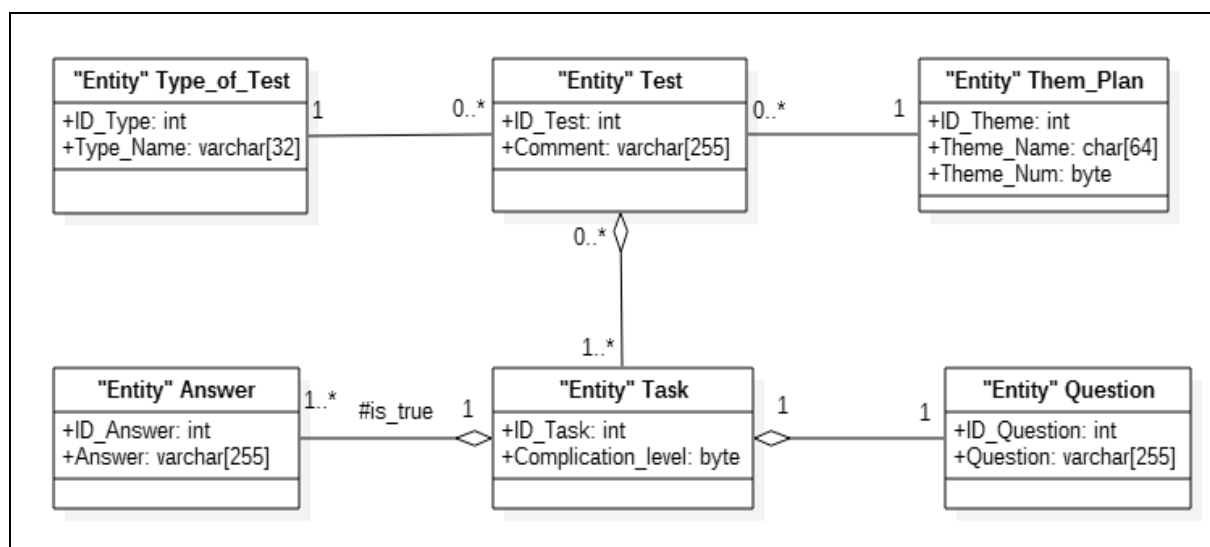 "Entity" Type_of_Test
+ID_Type: int
+Type_Name: varchar[32]
1
0..*
"Entity" Test
+ID_Test: int
+Comment: varchar[255]
0..*
1
"Entity" Them_Plan
+ID_Theme: int
+Theme_Name: char[64]
+Theme_Num: byte
0..*
1..*
"Entity" Answer
+ID_Answer: int
+Answer: varchar[255]
1..*
#is_true
1
"Entity" Task
+ID_Task: int
+Complication_level: byte
1
1
"Entity" Question
+ID_Question: int
+Question: varchar[255]